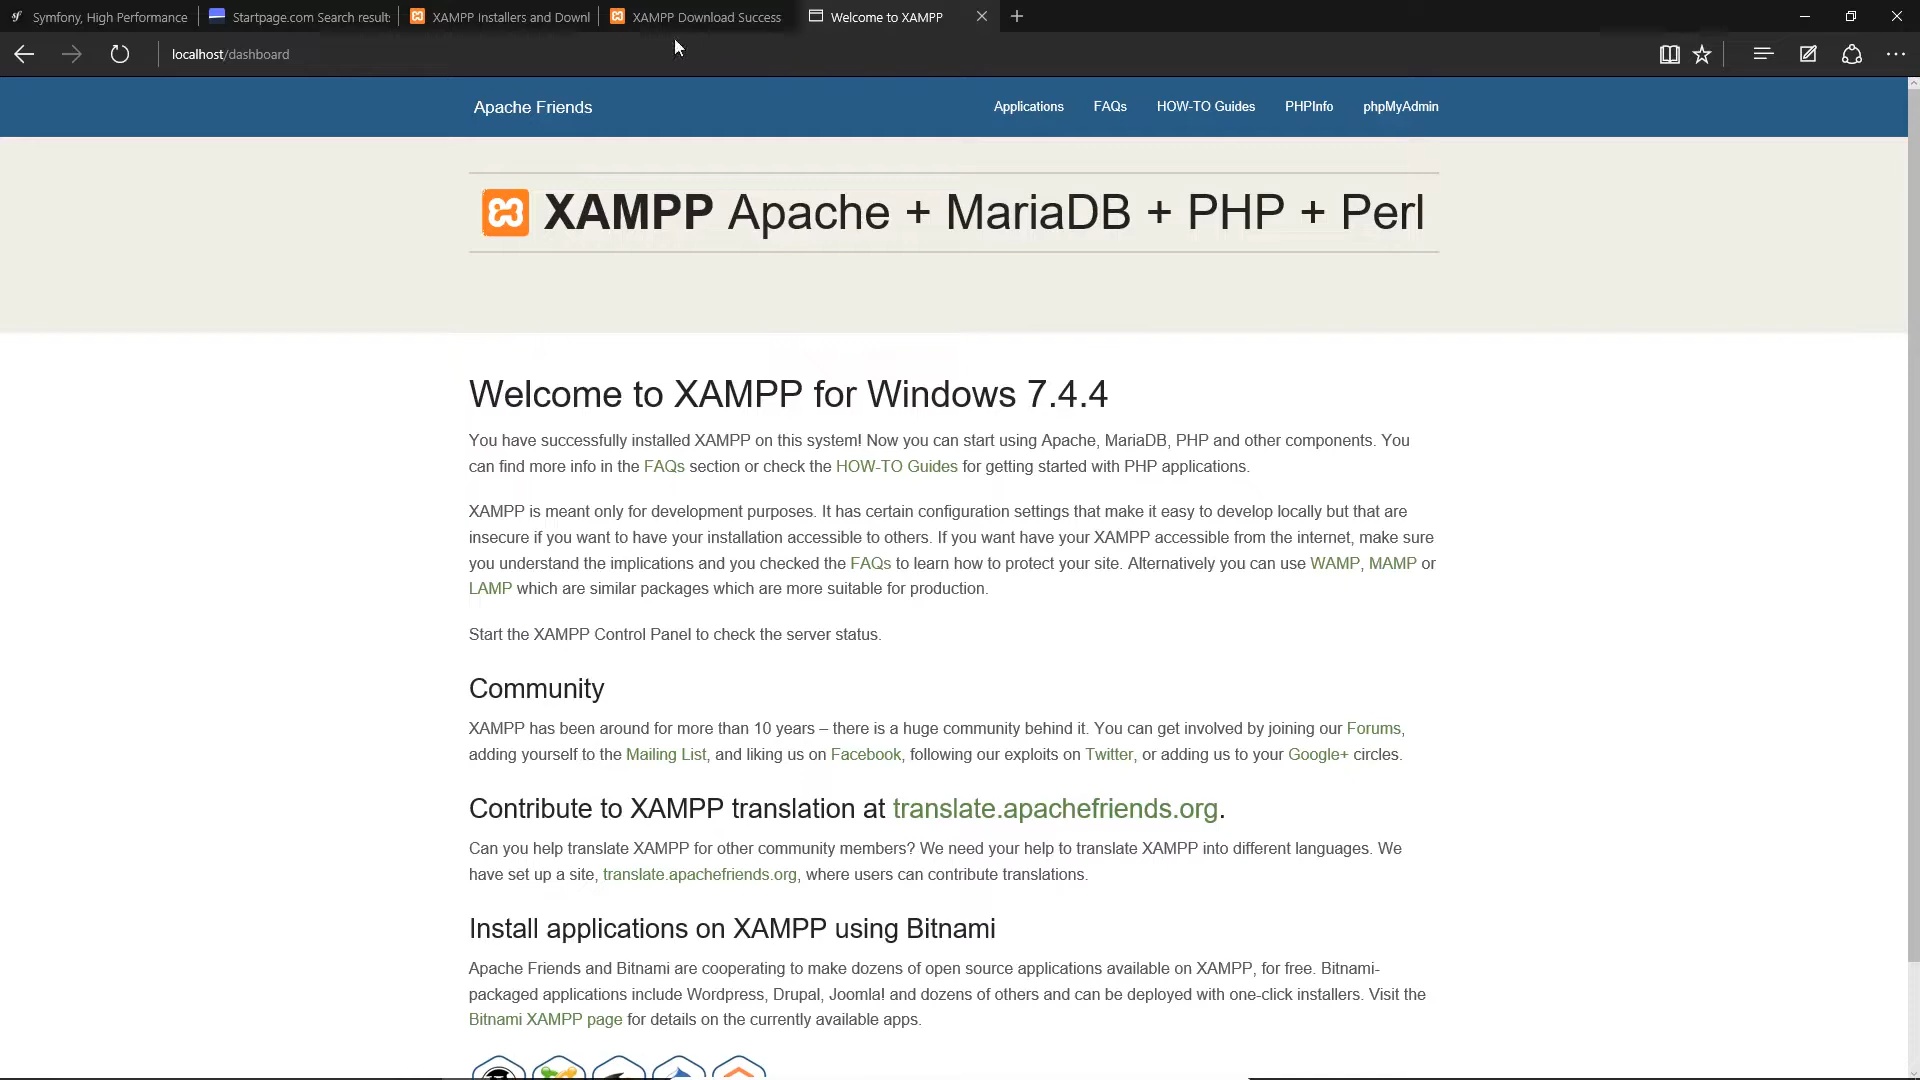 Symfony, High Performance
Startpage.com Search results
XAMPP Installers and Downl
XAMPP Download Success
Welcome to XAMPP
localhost/dashboard
Apache Friends
Applications
FAQs
HOW-TO Guides
PHPInfo
phpMyAdmin
XAMPP Apache + MariaDB + PHP + Perl
Welcome to XAMPP for Windows 7.4.4
You have successfully installed XAMPP on this system! Now you can start using Apache, MariaDB, PHP and other components. You
can find more info in the FAQs section or check the HOW-TO Guides for getting started with PHP applications.
XAMPP is meant only for development purposes. It has certain configuration settings that make it easy to develop locally but that are
insecure if you want to have your installation accessible to others. If you want have your XAMPP accessible from the internet, make sure
you understand the implications and you checked the FAQs to learn how to protect your site. Alternatively you can use WAMP, MAMP or
LAMP which are similar packages which are more suitable for production.
Start the XAMPP Control Panel to check the server status.
Community
XAMPP has been around for more than 10 years – there is a huge community behind it. You can get involved by joining our Forums,
adding yourself to the Mailing List, and liking us on Facebook, following our exploits on Twitter, or adding us to your Google+ circles.
Contribute to XAMPP translation at translate.apachefriends.org.
Can you help translate XAMPP for other community members? We need your help to translate XAMPP into different languages. We
have set up a site, translate.apachefriends.org, where users can contribute translations.
Install applications on XAMPP using Bitnami
Apache Friends and Bitnami are cooperating to make dozens of open source applications available on XAMPP, for free. Bitnami-
packaged applications include Wordpress, Drupal, Joomla! and dozens of others and can be deployed with one-click installers. Visit the
Bitnami XAMPP page for details on the currently available apps.